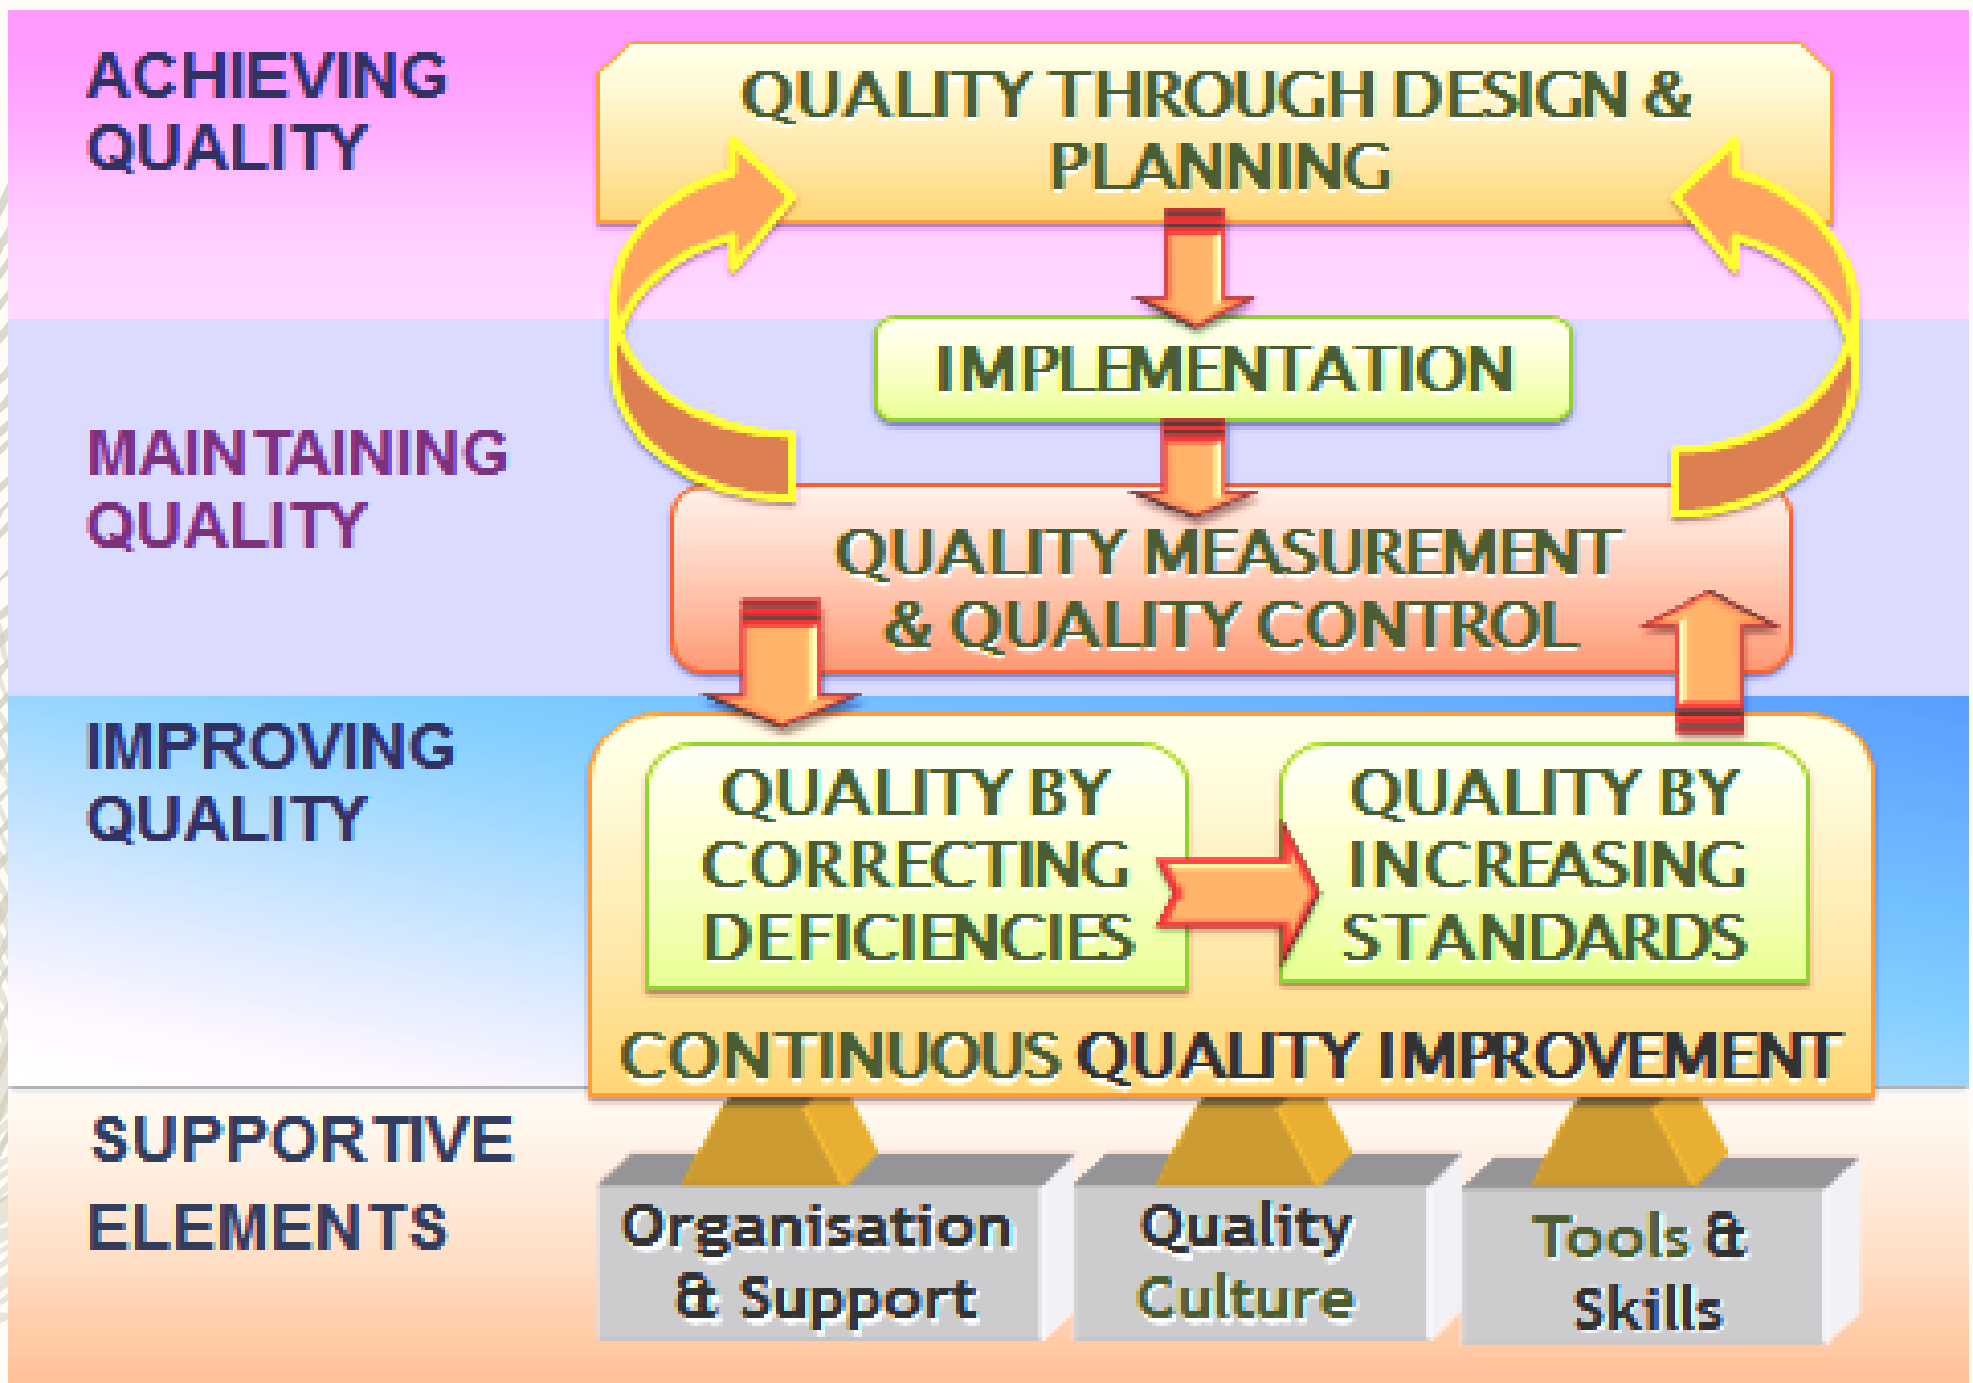 ACHIEVING
QUALITY
QUALITY THROUGH DESIGN &
PLANNING
IMPLEMENTATION
MAINTAINING
QUALITY
QUALITY MEASUREMENT
& QUALITY CONTROL
IMPROVING
QUALITY
QUALITY BY
CORRECTING
DEFICIENCIES
QUALITY BY
INCREASING
STANDARDS
CONTINUOUS QUALITY IMPROVEMENT
SUPPORTIVE
ELEMENTS
Organisation
& Support
Quality
Culture
Tools &
Skills